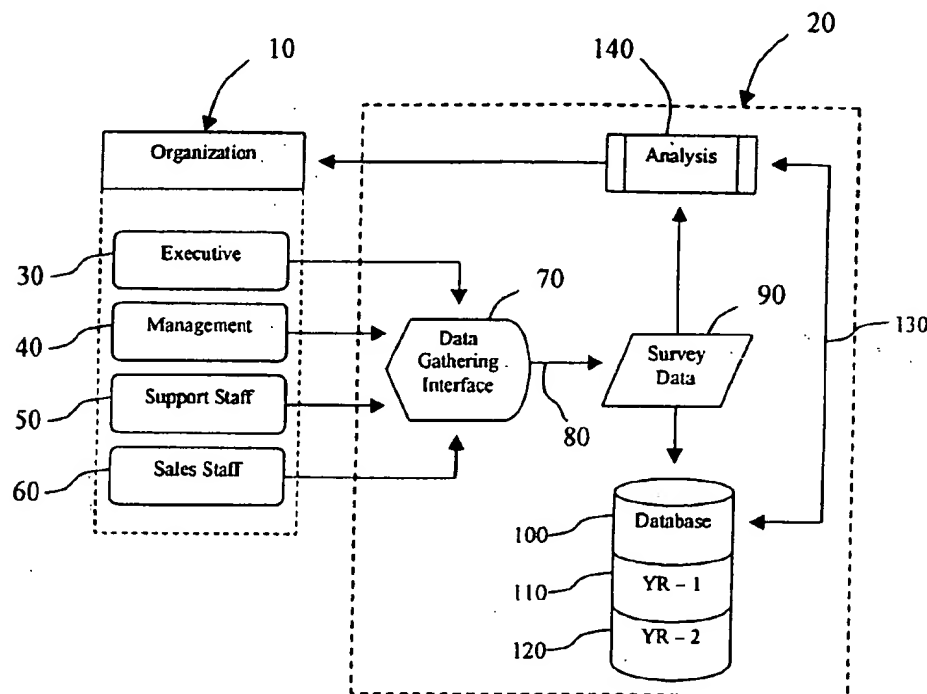 20
10
140
Organization
Analysis
Executive
30
70
90
Management
Data
Gathering
Interface
130
40
Survey
Data
Support Staff
50
80
Sales Staff
60
Database
100
YR - 1
110
YR - 2
120